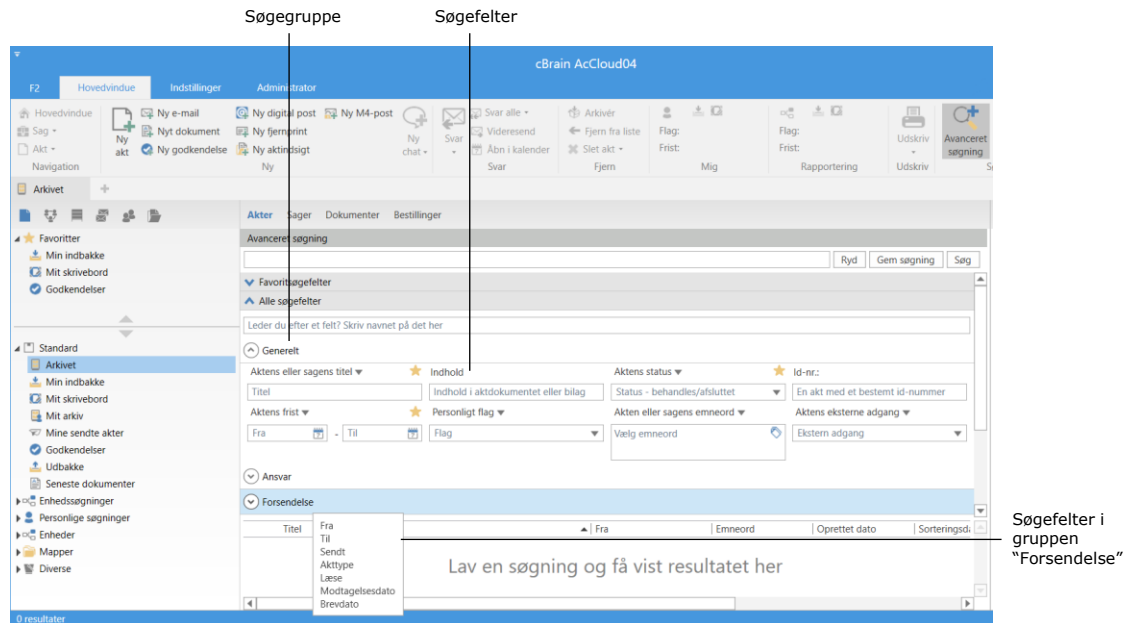 Søgegruppe
Søgefelter
cBrain AcCloud04
F2 Hovedvindue Indstillinger Administrator
Hovedvindue
Sag
Akt
Navigation
Ny akt
Ny e-mail
Nyt dokument
Ny godkendelse
Ny digital post
Ny fjernprint
Ny aktindsigt
Ny M4-post
Ny chat
Ny
Svar
Svar alle
Videresend
Åbn i kalender
Svar
Arkiver
Fjern fra liste
Slet akt
Fjern
Flag:
Frist:
Mig
Flag:
Frist:
Rapportering
Udskriv
Udskriv
Avanceret
søgning
Arkivet
Akter Sager Dokumenter Bestillinger
Favoritter
Min indbakke
Mit skrivebord
Godkendelser
Standard
Arkivet
Min indbakke
Mit skrivebord
Mit arkiv
Mine sendte akter
Godkendelser
Udbakke
Seneste dokumenter
Enhedssøgninger
Personlige søgninger
Enheder
Mapper
Diverse
Avanceret søgning
Ryd Gem søgning Søg
Favoritsøgefelter
Alle søgefelter
Leder du efter et felt? Skriv navnet på det her
Generelt
Aktens eller sagens titel Indhold Aktens status Id-nr.:
Titel Indhold i aktdokumentet eller bilag Status - behandles/afsluttet En akt med et bestemt id-nummer
Aktens frist Personligt flag Akten eller sagens emneord Aktens eksterne adgang
Fra - Til Flag Vælg emneord Ekstern adgang
Ansvar
Forsendelse
Titel Fra Emneord Oprettet dato
Fra
Til
Sendt
Akttype
Læse
Modtagelsesdato
Brevdato
Lav en søgning og få vist resultatet her
Søgefelter i
gruppen
“Forsendelse”
0 resultater